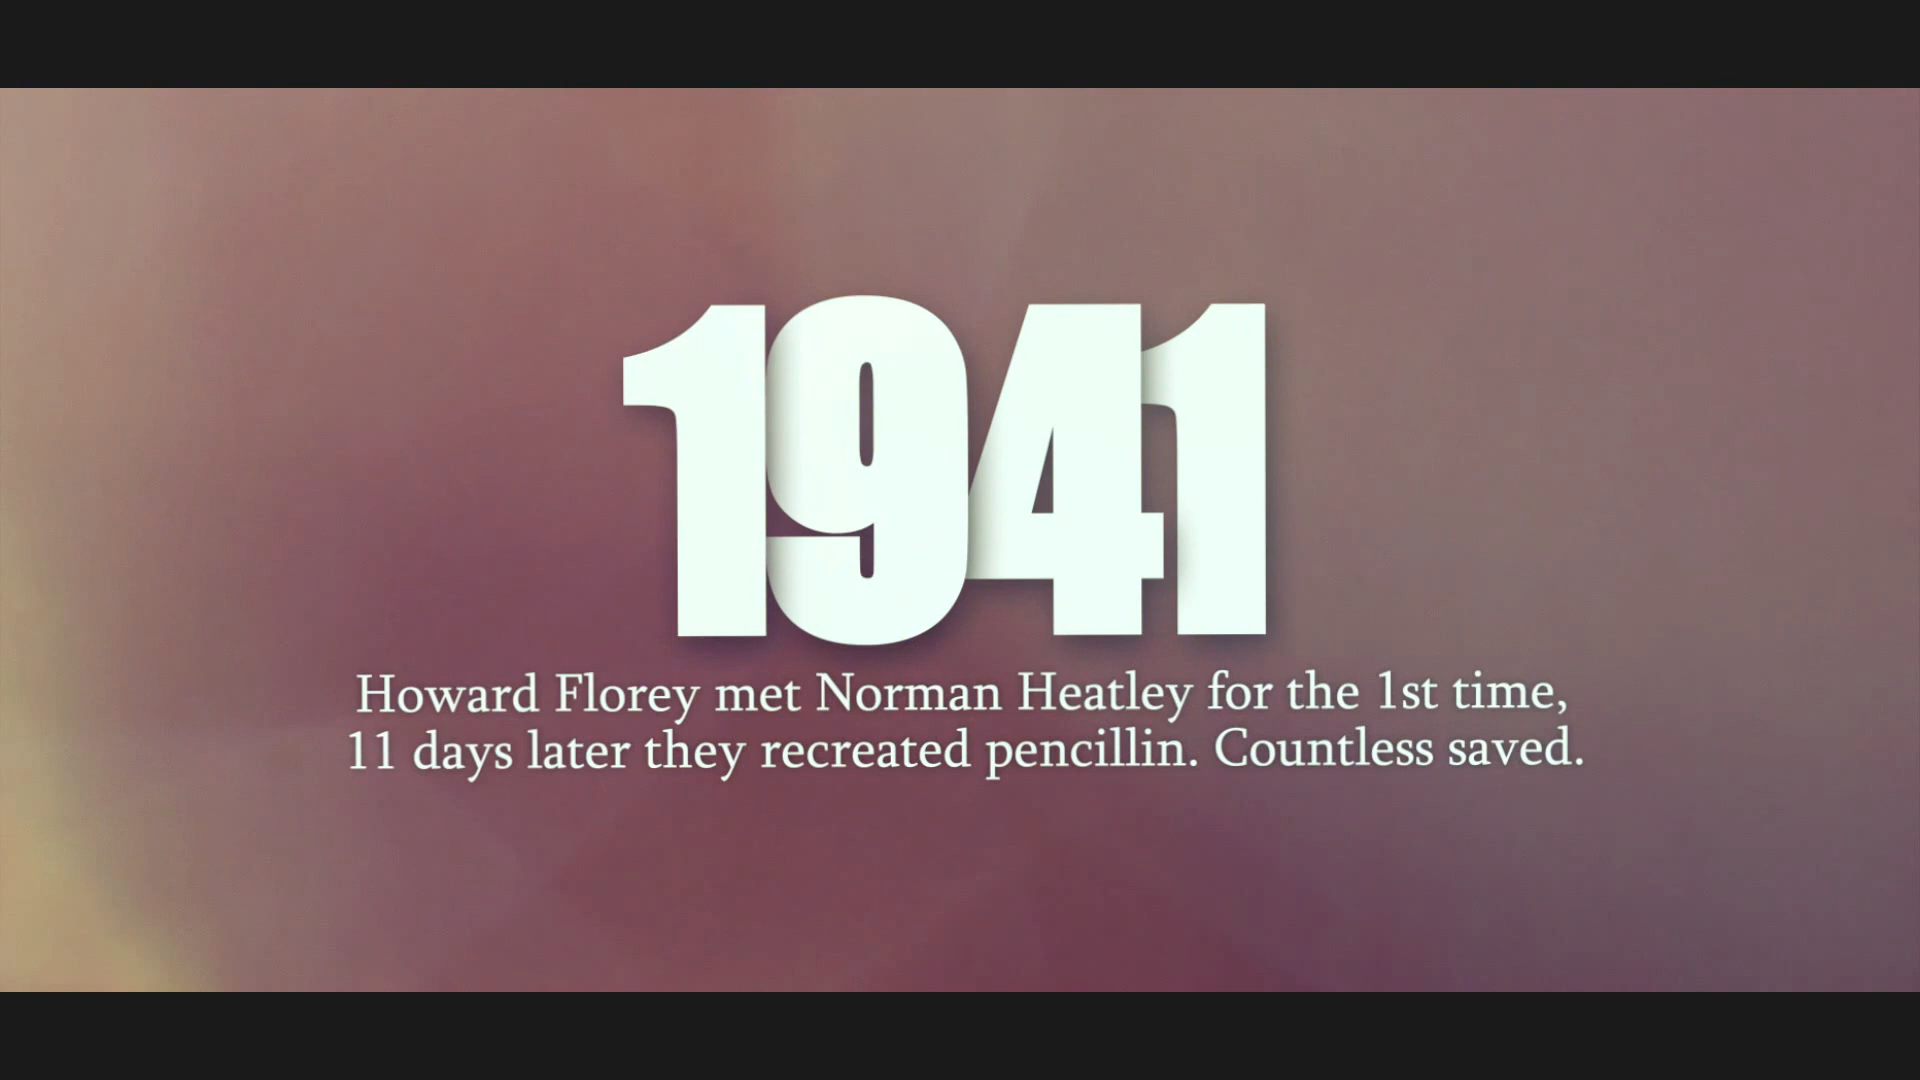 1941
Howard Florey met Norman Heatley for the 1st time,
11 days later they recreated pencillin. Countless saved.